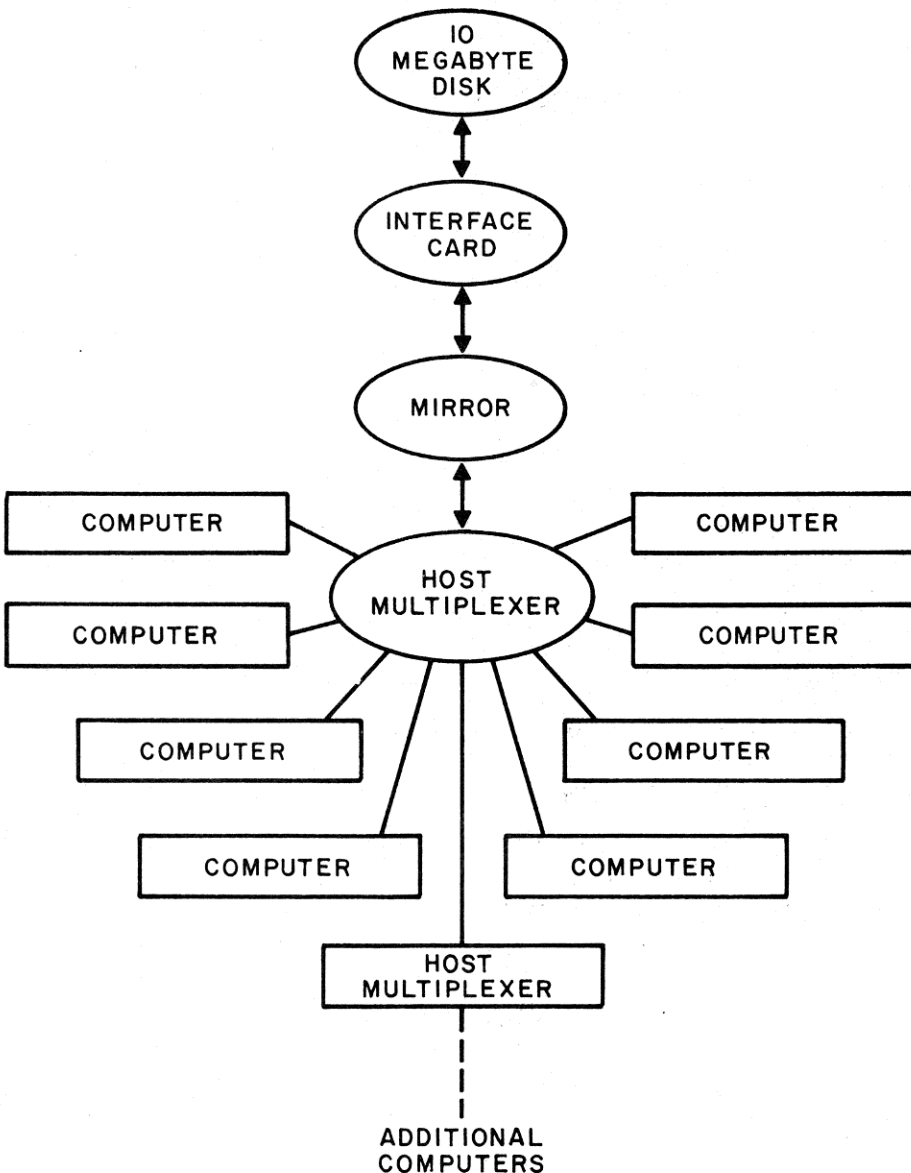 10
MEGABYTE
DISK
INTERFACE
CARD
MIRROR
COMPUTER
COMPUTER
HOST
MULTIPLEXER
COMPUTER
COMPUTER
COMPUTER
COMPUTER
COMPUTER
COMPUTER
HOST
MULTIPLEXER
ADDITIONAL
COMPUTERS